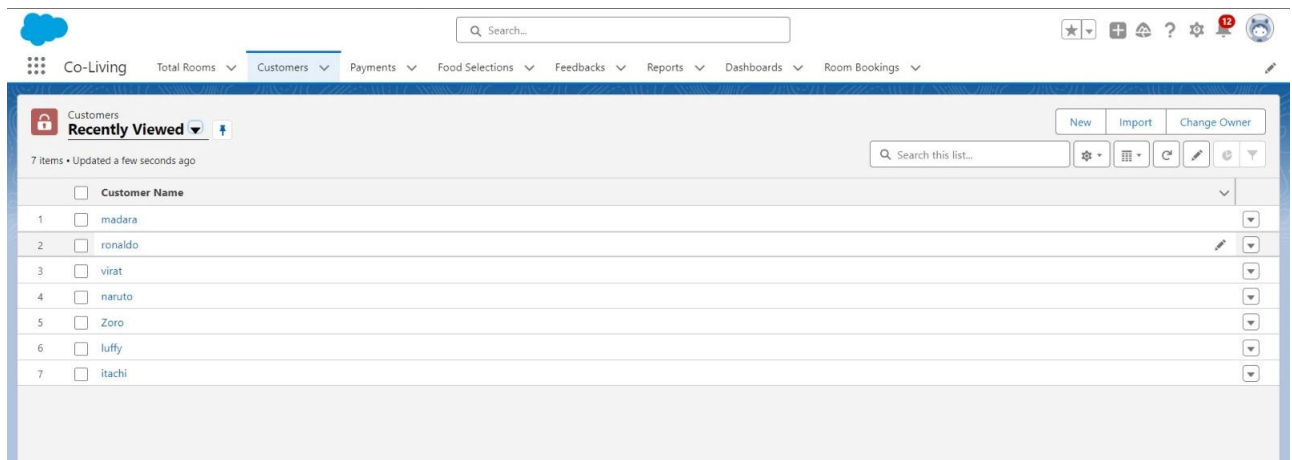 Search...
12
Co-Living Total Rooms Customers Payments Food Selections Feedbacks Reports Dashboards Room Bookings
Customers
Recently Viewed
New Import Change Owner
7 items • Updated a few seconds ago
Search this list...
Customer Name
1 madara
2 ronaldo
3 virat
4 naruto
5 Zoro
6 luffy
7 itachi